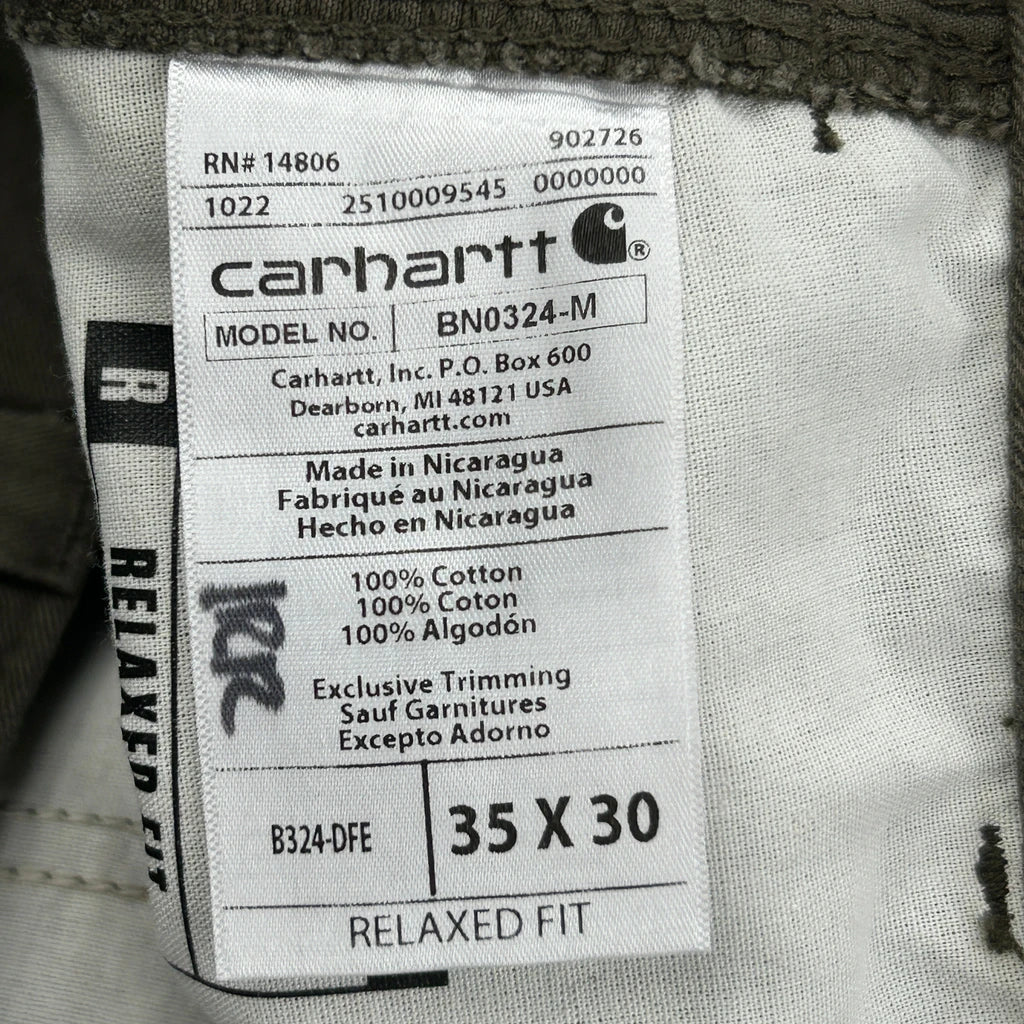 902726
RN# 14806
1022 2510009545 0000000
carhartt ®
MODEL NO. BN0324-M
Carhartt, Inc. P.O. Box 600
Dearborn, MI 48121 USA
carhartt.com
Made in Nicaragua
Fabriqué au Nicaragua
Hecho en Nicaragua
100% Cotton
100% Coton
100% Algodón
Exclusive Trimming
Sauf Garnitures
Excepto Adorno
B324-DFE 35 X 30
RELAXED FIT
R
RELAXED FIT